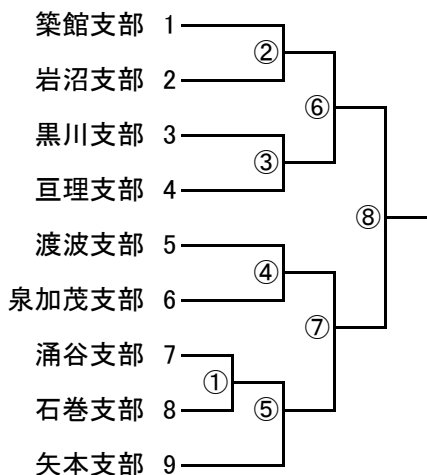 築館支部 1
②
岩沼支部 2
⑥
黒川支部 3
③
亘理支部 4
⑧
渡波支部 5
④
泉加茂支部 6
⑦
涌谷支部 7
①
石巻支部 8
⑤
矢本支部 9